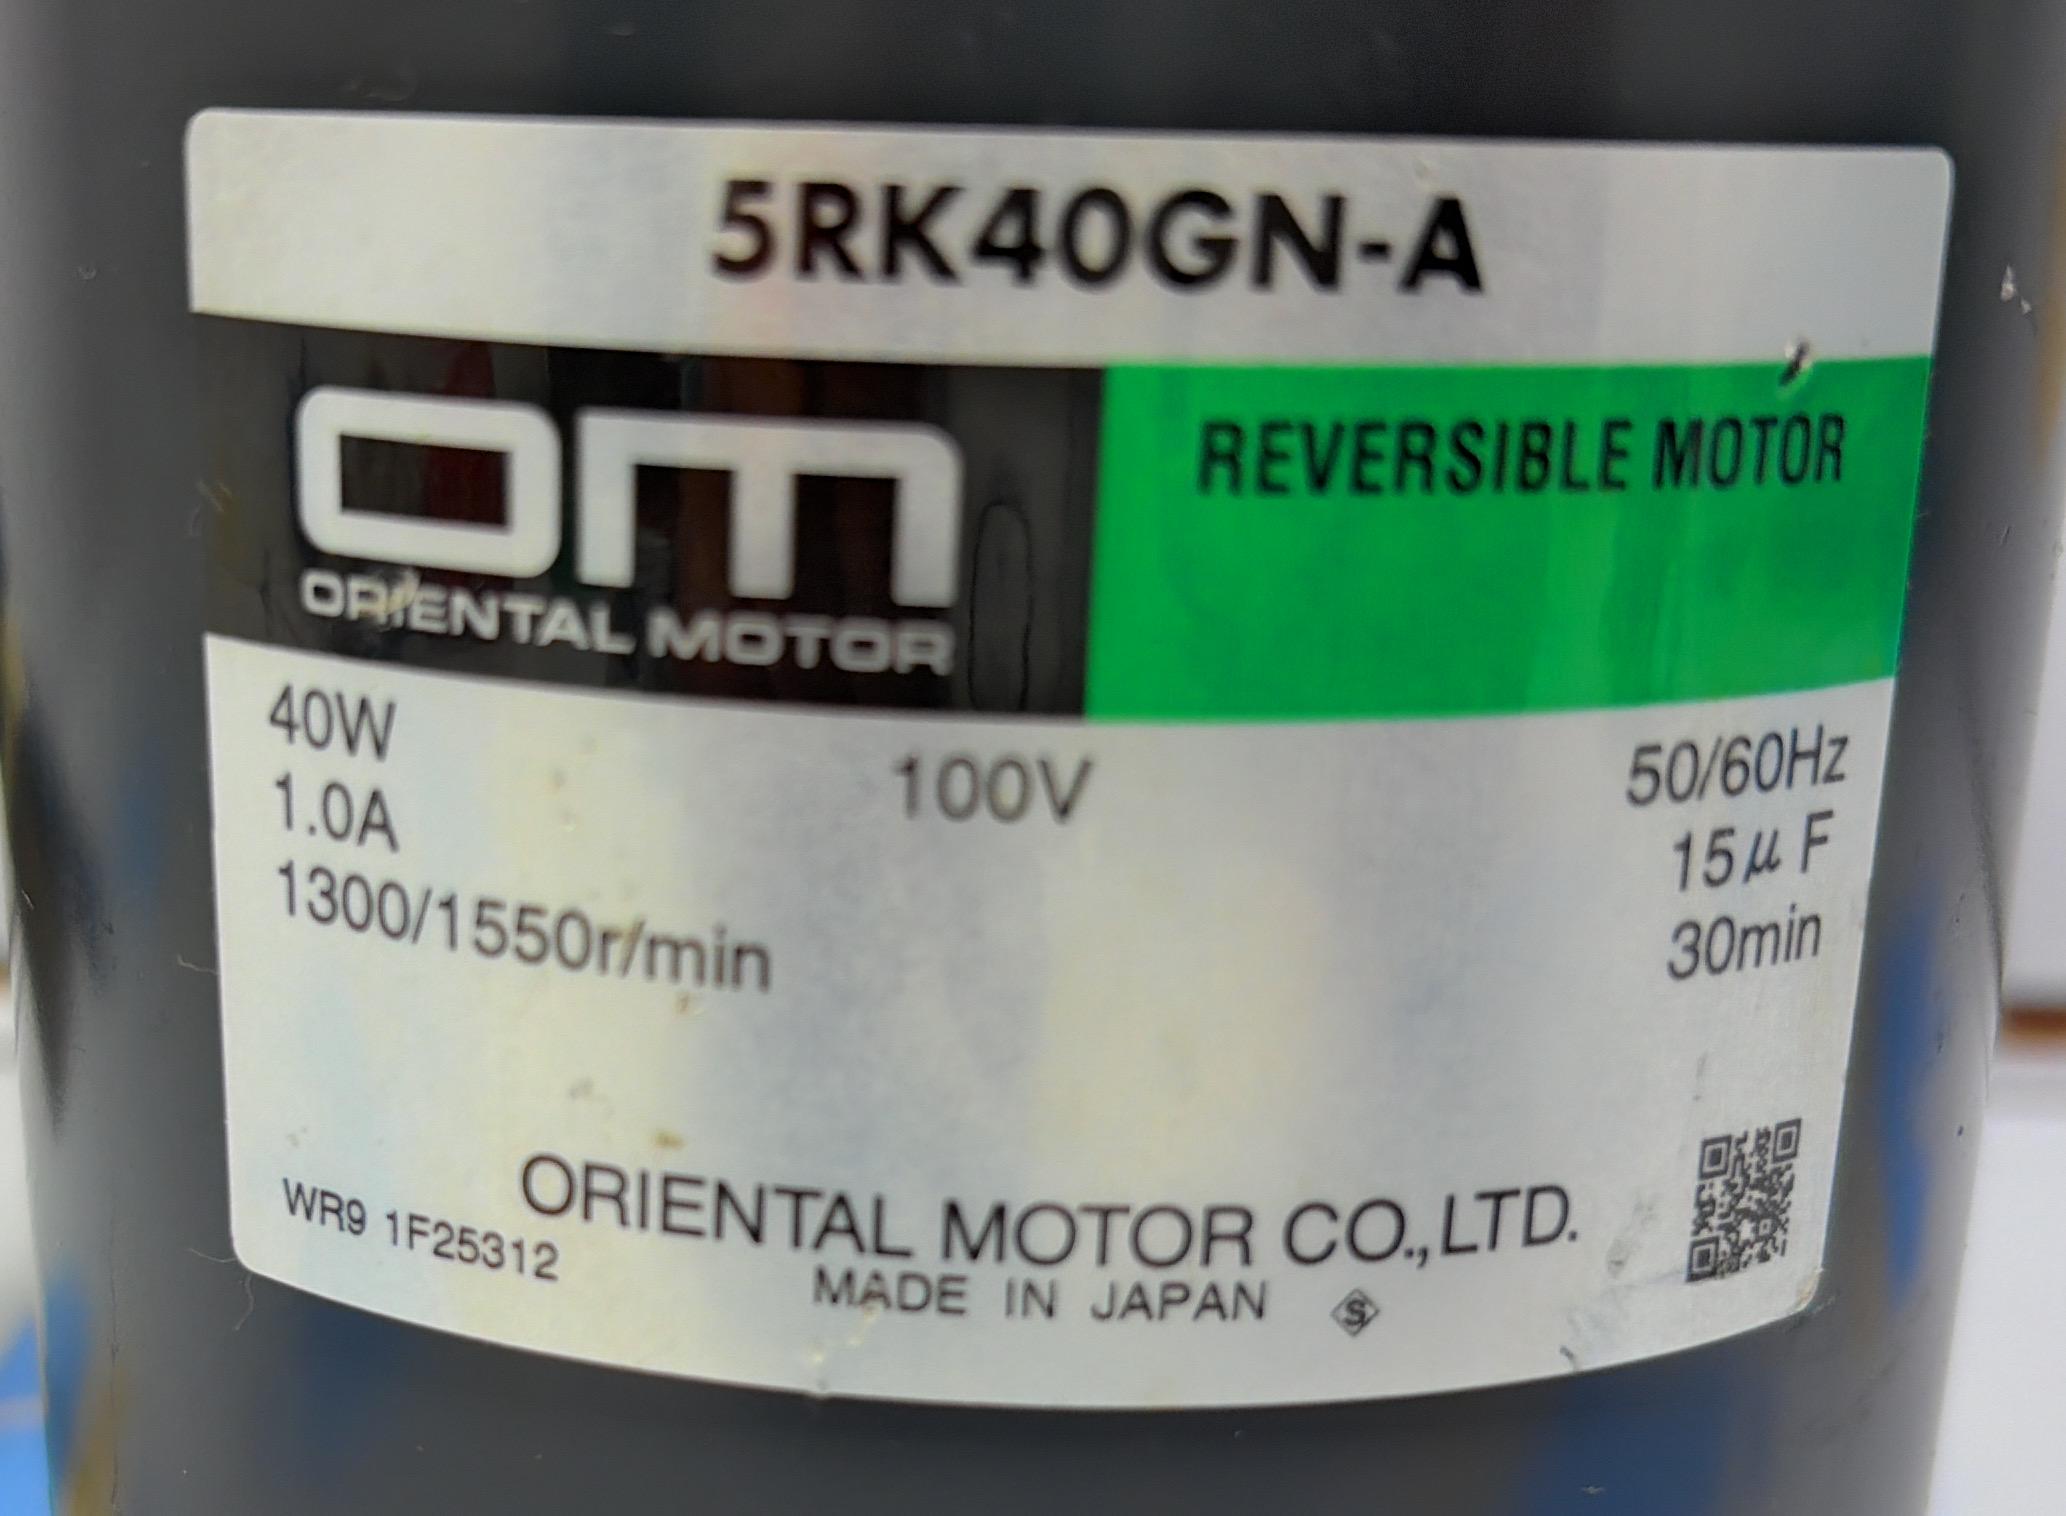 5RK40GN-A
om
ORIENTAL MOTOR
REVERSIBLE MOTOR
40W 100V 50/60Hz
1.0A 15μF
1300/1550r/min 30min
ORIENTAL MOTOR CO.,LTD.
WR9 1F25312
MADE IN JAPAN S